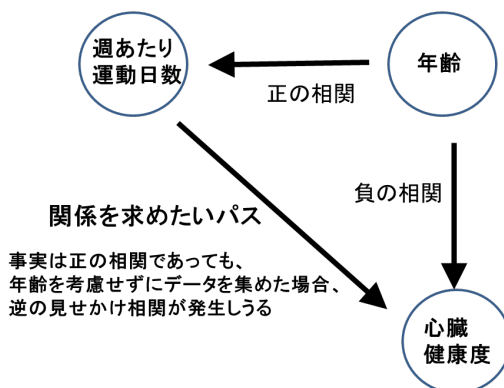 週あたり
運動日数
年齢
正の相関
負の相関
関係を求めたいパス
事実は正の相関であっても、
年齢を考慮せずにデータを集めた場合、
逆の見せかけ相関が発生しうる
心臓
健康度